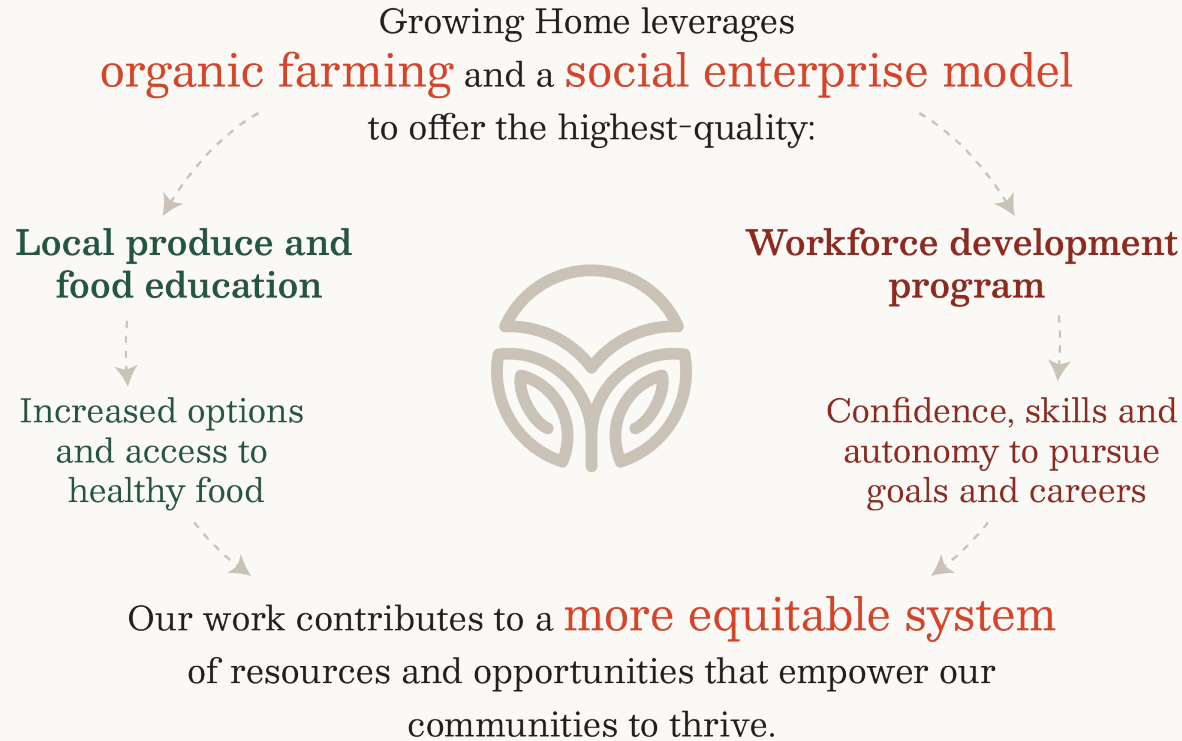 Growing Home leverages
organic farming and a social enterprise model
to offer the highest-quality:
Local produce and
food education
Increased options
and access to
healthy food
Workforce development
program
Confidence, skills and
autonomy to pursue
goals and careers
Our work contributes to a more equitable system
of resources and opportunities that empower our
communities to thrive.